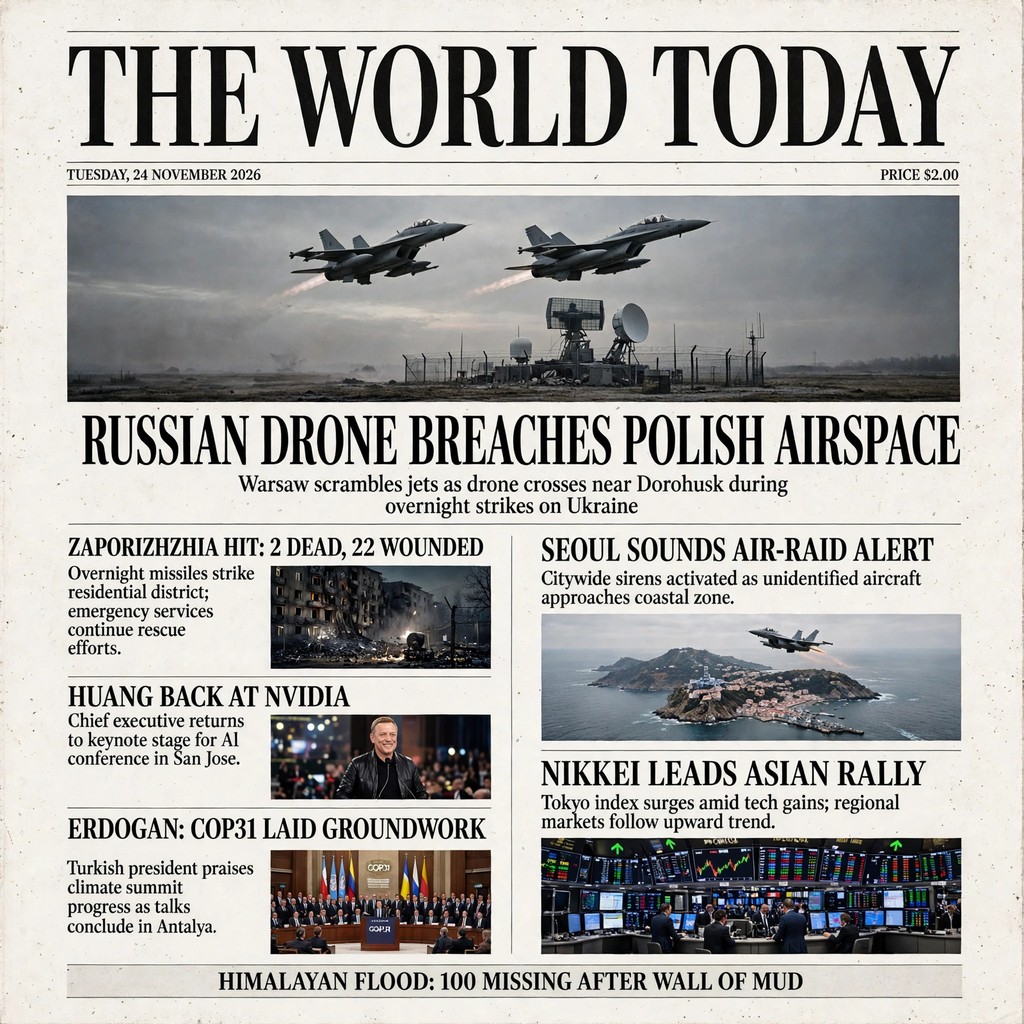 THE WORLD TODAY
TUESDAY, 24 NOVEMBER 2026
PRICE $2.00
RUSSIAN DRONE BREACHES POLISH AIRSPACE
Warsaw scrambles jets as drone crosses near Dorohusk during
overnight strikes on Ukraine
ZAPORIZHZHIA HIT: 2 DEAD, 22 WOUNDED
Overnight missiles strike
residential district;
emergency services
continue rescue
efforts.
HUANG BACK AT NVIDIA
Chief executive returns
to keynote stage for AI
conference in San Jose.
ERDOGAN: COP31 LAID GROUNDWORK
Turkish president praises
climate summit
progress as talks
conclude in Antalya.
SEOUL SOUNDS AIR-RAID ALERT
Citywide sirens activated as unidentified aircraft
approaches coastal zone.
NIKKEI LEADS ASIAN RALLY
Tokyo index surges amid tech gains; regional
markets follow upward trend.
HIMALAYAN FLOOD: 100 MISSING AFTER WALL OF MUD